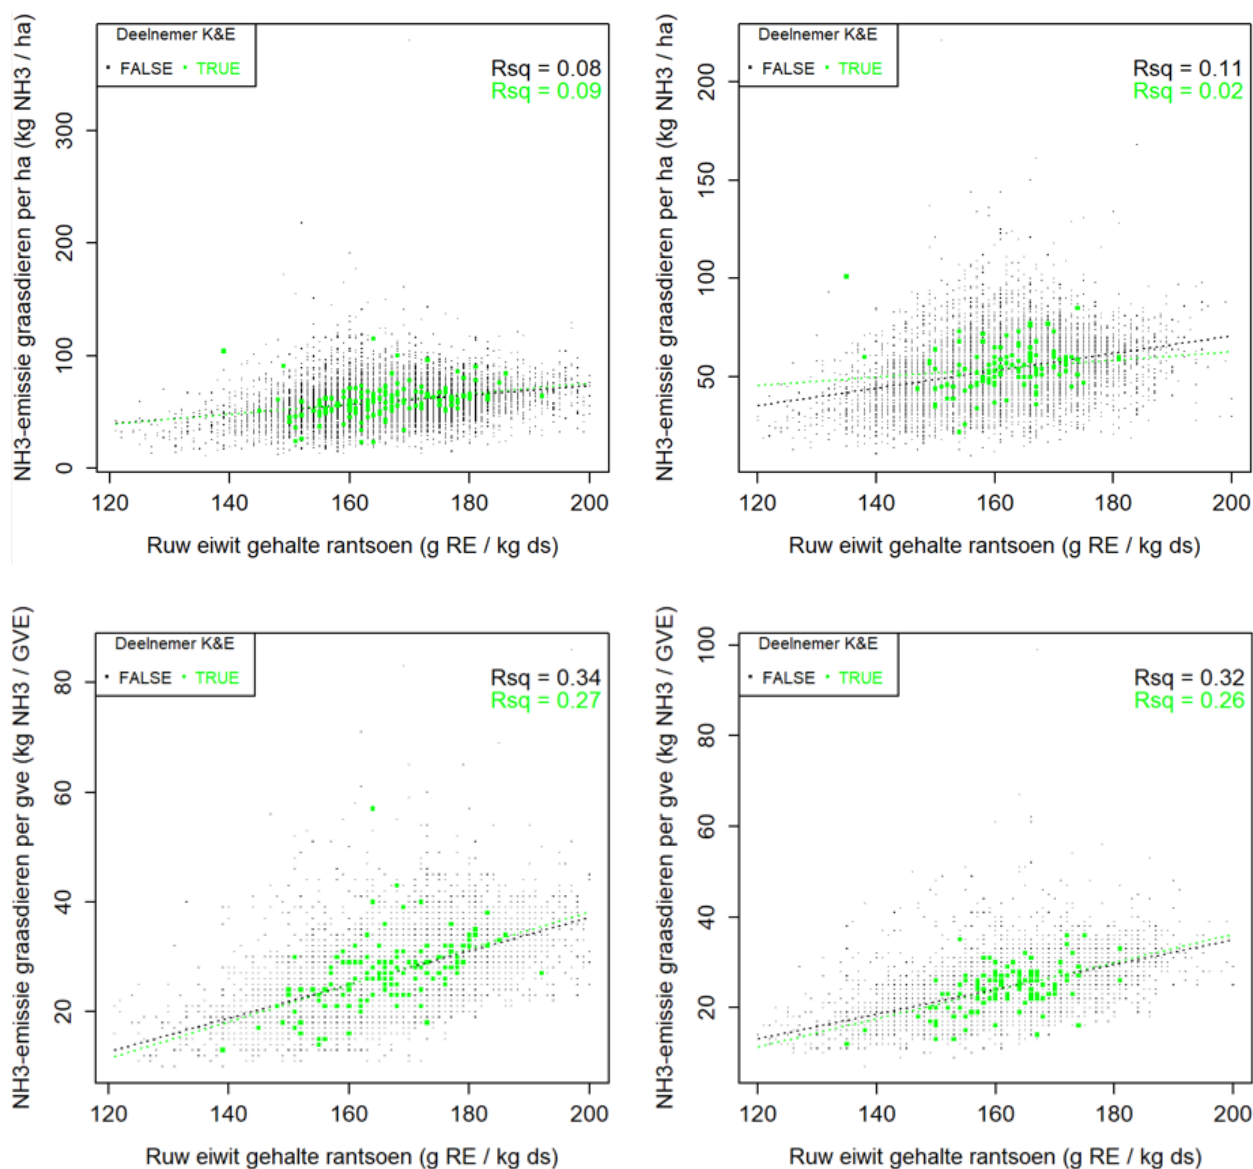 NH3-emissie graasdieren per ha (kg NH3 / ha)
Deelnemer K&E
FALSE TRUE
Rsq = 0.08
Rsq = 0.09
300
200
100
0
120 140 160 180 200
Ruw eiwit gehalte rantsoen (g RE / kg ds)
NH3-emissie graasdieren per ha (kg NH3 / ha)
Deelnemer K&E
FALSE TRUE
Rsq = 0.11
Rsq = 0.02
200
150
100
50
120 140 160 180 200
Ruw eiwit gehalte rantsoen (g RE / kg ds)
NH3-emissie graasdieren per gve (kg NH3 / GVE)
Deelnemer K&E
FALSE TRUE
Rsq = 0.34
Rsq = 0.27
80
60
40
20
120 140 160 180 200
Ruw eiwit gehalte rantsoen (g RE / kg ds)
NH3-emissie graasdieren per gve (kg NH3 / GVE)
Deelnemer K&E
FALSE TRUE
Rsq = 0.32
Rsq = 0.26
100
80
60
40
20
120 140 160 180 200
Ruw eiwit gehalte rantsoen (g RE / kg ds)